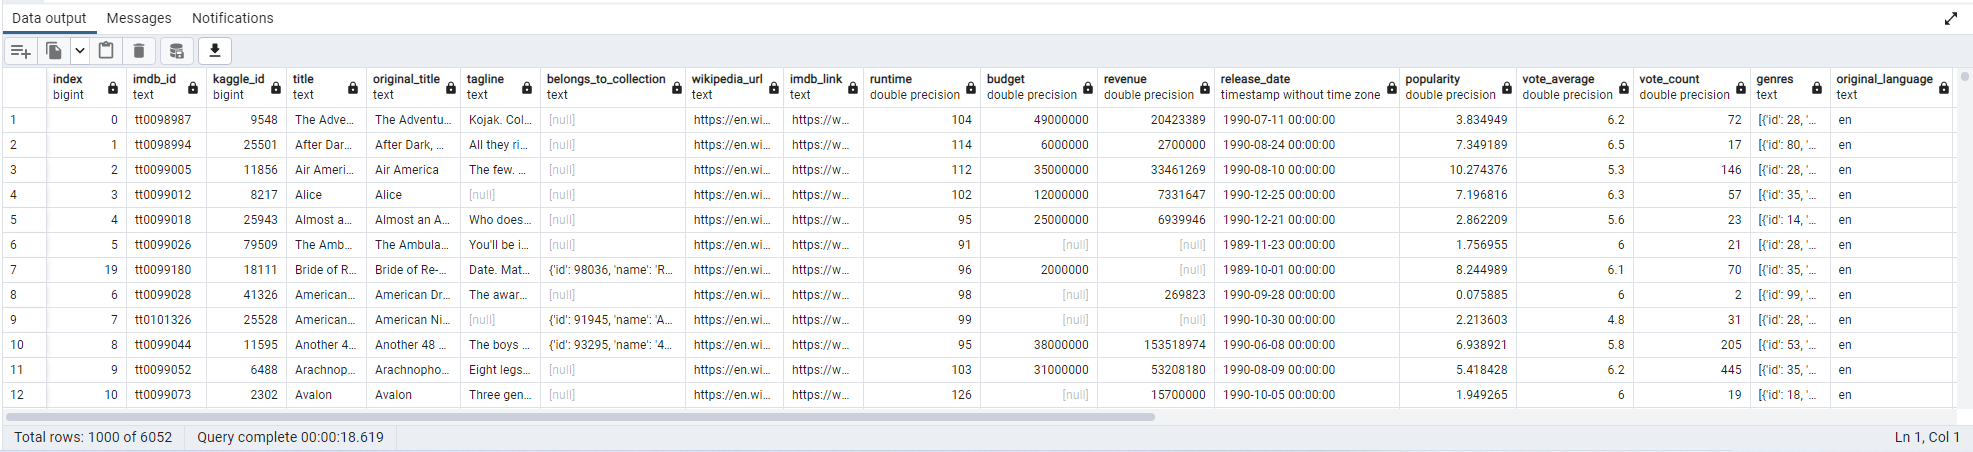 Data output Messages Notifications
index imdb_id kaggle_id title original_title tagline belongs_to_collection wikipedia_url imdb_link runtime budget revenue release_date popularity vote_average vote_count genres original_language
bigint text bigint text text text text text text double precision double precision double precision timestamp without time zone double precision double precision double precision text text
1 0 tt0098987 9548 The Adve... The Adventu... Kojak. Col... [null] https://en.wi... https://w... 104 49000000 20423389 1990-07-11 00:00:00 3.834949 6.2 72 [{'id': 28, '... en
2 1 tt0098994 25501 After Dar... After Dark, ... All they ri... [null] https://en.wi... https://w... 114 6000000 2700000 1990-08-24 00:00:00 7.349189 6.5 17 [{'id': 80, '... en
3 2 tt0099005 11856 Air Ameri... Air America The few. ... [null] https://en.wi... https://w... 112 35000000 33461269 1990-08-10 00:00:00 10.274376 5.3 146 [{'id': 28, '... en
4 3 tt0099012 8217 Alice Alice [null] [null] https://en.wi... https://w... 102 12000000 7331647 1990-12-25 00:00:00 7.196816 6.3 57 [{'id': 35, '... en
5 4 tt0099018 25943 Almost a... Almost an A... Who does... [null] https://en.wi... https://w... 95 25000000 6939946 1990-12-21 00:00:00 2.862209 5.6 23 [{'id': 14, '... en
6 5 tt0099026 79509 The Amb... The Ambula... You'll be i... [null] https://en.wi... https://w... 91 [null] [null] 1989-11-23 00:00:00 1.756955 6 21 [{'id': 28, '... en
7 19 tt0099180 18111 Bride of R... Bride of Re-... Date. Mat... {'id': 98036, 'name': 'R... https://en.wi... https://w... 96 2000000 [null] 1989-10-01 00:00:00 8.244989 6.1 70 [{'id': 35, '... en
8 6 tt0099028 41326 American... American Dr... The awar... [null] https://en.wi... https://w... 98 [null] 269823 1990-09-28 00:00:00 0.075885 6 2 [{'id': 99, '... en
9 7 tt0101326 25528 American... American Ni... [null] {'id': 91945, 'name': 'A... https://en.wi... https://w... 99 [null] [null] 1990-10-30 00:00:00 2.213603 4.8 31 [{'id': 28, '... en
10 8 tt0099044 11595 Another 4... Another 48 ... The boys ... {'id': 93295, 'name': '4... https://en.wi... https://w... 95 38000000 153518974 1990-06-08 00:00:00 6.938921 5.8 205 [{'id': 53, '... en
11 9 tt0099052 6488 Arachnop... Arachnopho... Eight legs... [null] https://en.wi... https://w... 103 31000000 53208180 1990-08-09 00:00:00 5.418428 6.2 445 [{'id': 35, '... en
12 10 tt0099073 2302 Avalon Avalon Three gen... [null] https://en.wi... https://w... 126 [null] 15700000 1990-10-05 00:00:00 1.949265 6 19 [{'id': 18, '... en
Total rows: 1000 of 6052 Query complete 00:00:18.619 Ln 1, Col 1